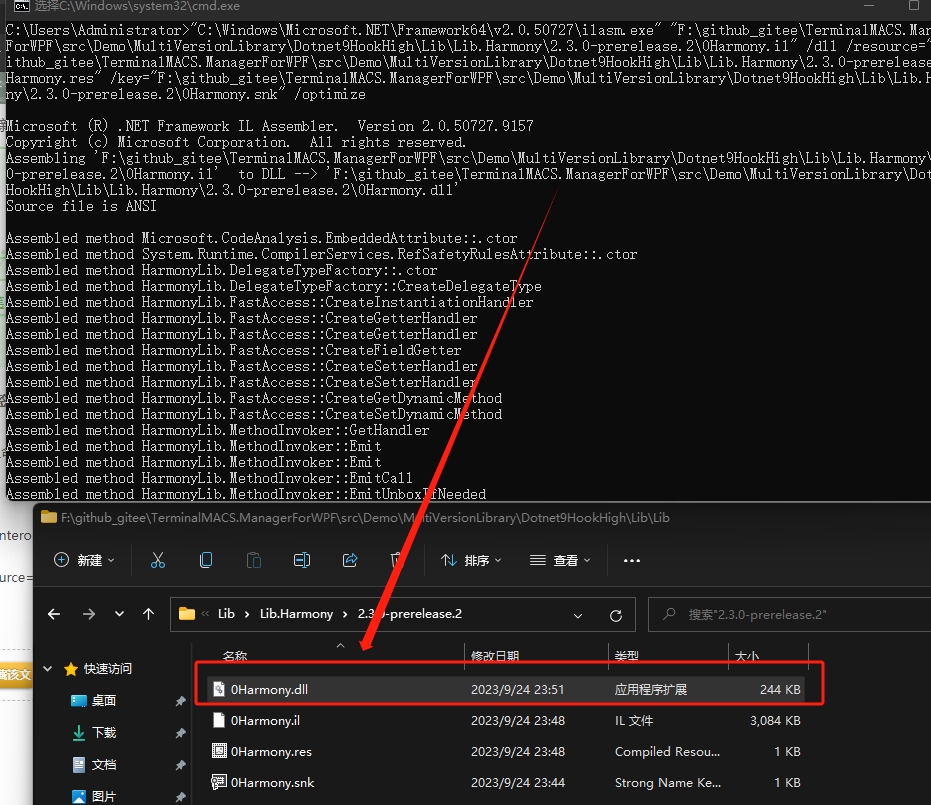 选择C:\Windows\system32\cmd.exe
C:\Users\Administrator>"C:\Windows\Microsoft.NET\Framework64\v2.0.50727\ilasm.exe" "F:\github_gitee\TerminalMACS.Mana
ForWPF\src\Demo\MultiVersionLibrary\Dotnet9HookHigh\Lib\Lib.Harmony\2.3.0-prerelease.2\0Harmony.il" /dll /resource="
ithub_gitee\TerminalMACS.ManagerForWPF\src\Demo\MultiVersionLibrary\Dotnet9HookHigh\Lib\Lib.Harmony\2.3.0-prerelease
Harmony.res" /key="F:\github_gitee\TerminalMACS.ManagerForWPF\src\Demo\MultiVersionLibrary\Dotnet9HookHigh\Lib\Lib.H
ny\2.3.0-prerelease.2\0Harmony.snk" /optimize
Microsoft (R) .NET Framework IL Assembler.  Version 2.0.50727.9157
Copyright (c) Microsoft Corporation.  All rights reserved.
Assembling 'F:\github_gitee\TerminalMACS.ManagerForWPF\src\Demo\MultiVersionLibrary\Dotnet9HookHigh\Lib\Lib.Harmony\
0-prerelease.2\0Harmony.il'  to DLL --> 'F:\github_gitee\TerminalMACS.ManagerForWPF\src\Demo\MultiVersionLibrary\Dot
HookHigh\Lib\Lib.Harmony\2.3.0-prerelease.2\0Harmony.dll'
Source file is ANSI
Assembled method Microsoft.CodeAnalysis.EmbeddedAttribute::.ctor
Assembled method System.Runtime.CompilerServices.RefSafetyRulesAttribute::.ctor
Assembled method HarmonyLib.DelegateTypeFactory::.ctor
Assembled method HarmonyLib.DelegateTypeFactory::CreateDelegateType
Assembled method HarmonyLib.FastAccess::CreateInstantiationHandler
Assembled method HarmonyLib.FastAccess::CreateGetterHandler
Assembled method HarmonyLib.FastAccess::CreateGetterHandler
Assembled method HarmonyLib.FastAccess::CreateFieldGetter
Assembled method HarmonyLib.FastAccess::CreateSetterHandler
Assembled method HarmonyLib.FastAccess::CreateSetterHandler
Assembled method HarmonyLib.FastAccess::CreateGetDynamicMethod
Assembled method HarmonyLib.FastAccess::CreateSetDynamicMethod
Assembled method HarmonyLib.MethodInvoker::GetHandler
Assembled method HarmonyLib.MethodInvoker::Emit
Assembled method HarmonyLib.MethodInvoker::Emit
Assembled method HarmonyLib.MethodInvoker::EmitCall
Assembled method HarmonyLib.MethodInvoker::EmitUnboxIfNeeded
F:\github_gitee\TerminalMACS.ManagerForWPF\src\Demo\MultiVersionLibrary\Dotnet9HookHigh\Lib\Lib
ntero
新建 排序 查看
urce=
Lib Lib.Harmony 2.3.0-prerelease.2 搜索"2.3.0-prerelease.2"
名称 修改日期 类型 大小
该文
快速访问
0Harmony.dll 2023/9/24 23:51 应用程序扩展 244 KB
桌面
0Harmony.il 2023/9/24 23:48 IL 文件 3,084 KB
下载
0Harmony.res 2023/9/24 23:48 Compiled Resou... 1 KB
文档
0Harmony.snk 2023/9/24 23:44 Strong Name Ke... 1 KB
图片